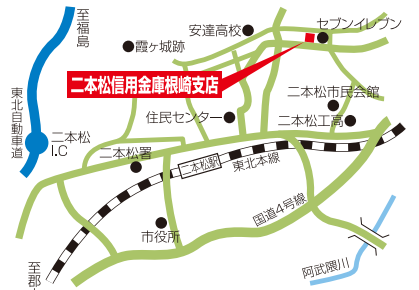 至福島
安達高校
セブンイレブン
霞ヶ城跡
二本松信用金庫根崎支店
東北自動車道
二本松市民会館
住民センター
二本松工高
二本松
I.C
二本松署
二本松駅
東北本線
国道4号線
市役所
至郡山
阿武隈川